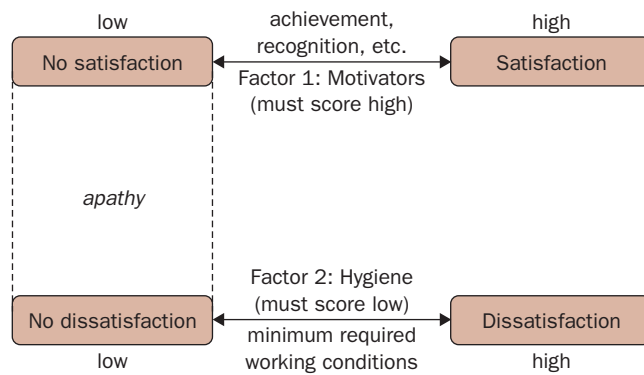 low
achievement,
recognition, etc.
high
No satisfaction
Satisfaction
Factor 1: Motivators
(must score high)
apathy
Factor 2: Hygiene
(must score low)
No dissatisfaction
Dissatisfaction
minimum required
working conditions
low
high